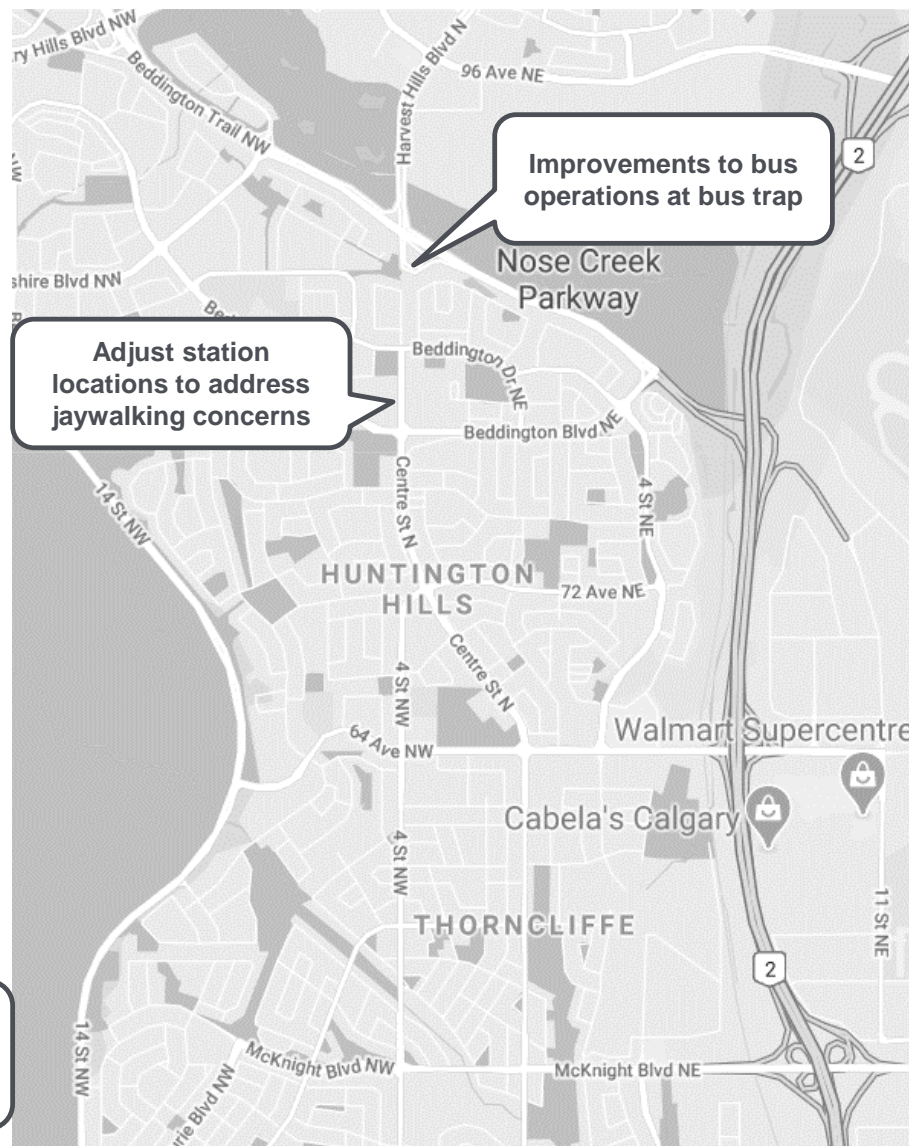 ry Hills Blvd NW
Beddington Trail NW
Harvest Hills Blvd N
96 Ave NE
2
Improvements to bus
operations at bus trap
Nose Creek
Parkway
shire Blvd NW
Adjust station
locations to address
jaywalking concerns
Beddington Dr NE
Beddington Blvd NE
Centre St N
14 St NW
4 St NE
HUNTINGTON
HILLS
72 Ave NE
Centre St N
4 St NW
64 Ave NW
Walmart Supercentre
Cabela's Calgary
4 St NW
11 St NE
THORNCLIFFE
2
14 St NW
McKnight Blvd NW
McKnight Blvd NE
rie Blvd NW